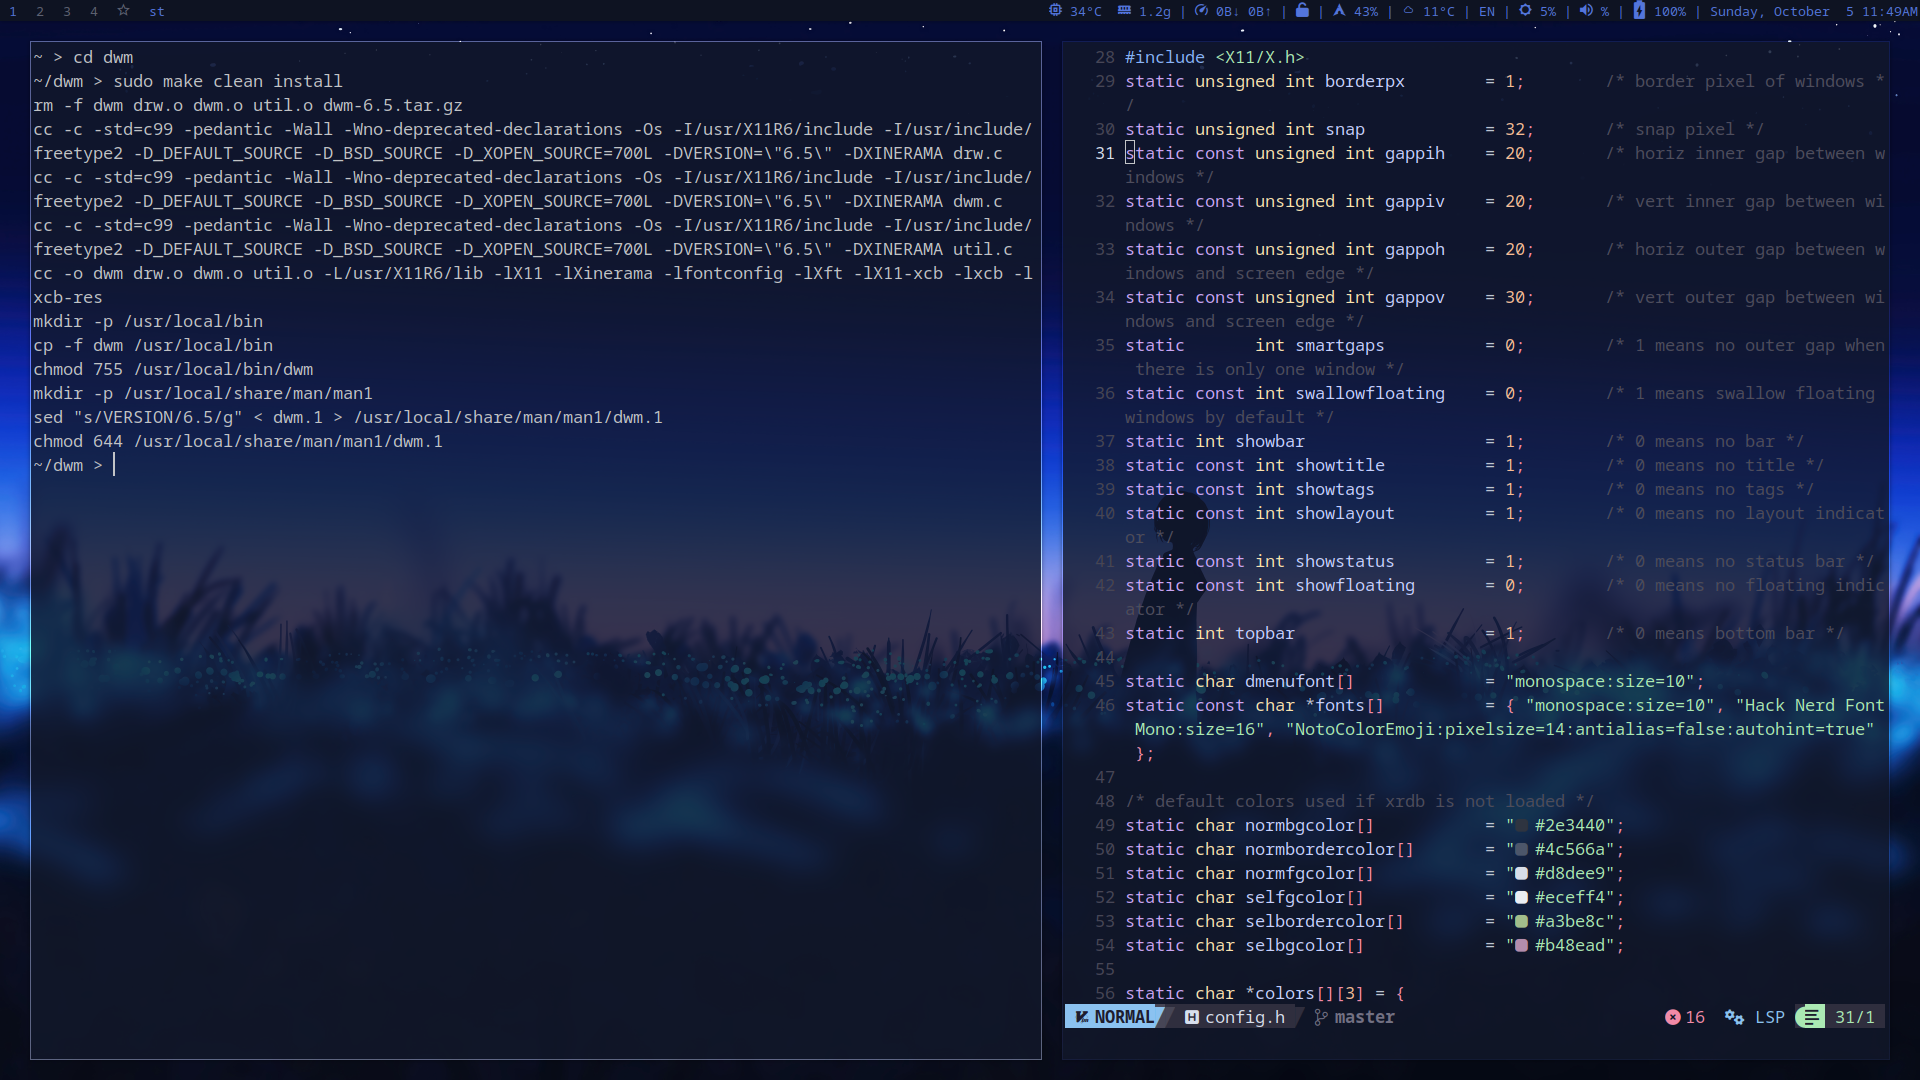 1 2 3 4 ☆ st 34°C 1.2g | 0B↓ 0B↑ | | 43% | 11°C | EN | 5% | % | 100% | Sunday, October  5 11:49AM
~ > cd dwm
~/dwm > sudo make clean install
rm -f dwm drw.o dwm.o util.o dwm-6.5.tar.gz
cc -c -std=c99 -pedantic -Wall -Wno-deprecated-declarations -Os -I/usr/X11R6/include -I/usr/include/
freetype2 -D_DEFAULT_SOURCE -D_BSD_SOURCE -D_XOPEN_SOURCE=700L -DVERSION=\"6.5\" -DXINERAMA drw.c
cc -c -std=c99 -pedantic -Wall -Wno-deprecated-declarations -Os -I/usr/X11R6/include -I/usr/include/
freetype2 -D_DEFAULT_SOURCE -D_BSD_SOURCE -D_XOPEN_SOURCE=700L -DVERSION=\"6.5\" -DXINERAMA dwm.c
cc -c -std=c99 -pedantic -Wall -Wno-deprecated-declarations -Os -I/usr/X11R6/include -I/usr/include/
freetype2 -D_DEFAULT_SOURCE -D_BSD_SOURCE -D_XOPEN_SOURCE=700L -DVERSION=\"6.5\" -DXINERAMA util.c
cc -o dwm drw.o dwm.o util.o -L/usr/X11R6/lib -lX11 -lXinerama -lfontconfig -lXft -lX11-xcb -lxcb -l
xcb-res
mkdir -p /usr/local/bin
cp -f dwm /usr/local/bin
chmod 755 /usr/local/bin/dwm
mkdir -p /usr/local/share/man/man1
sed "s/VERSION/6.5/g" < dwm.1 > /usr/local/share/man/man1/dwm.1
chmod 644 /usr/local/share/man/man1/dwm.1
~/dwm >
28 #include <X11/X.h>
29 static unsigned int borderpx        = 1;        /* border pixel of windows *
/
30 static unsigned int snap            = 32;       /* snap pixel */
31 static const unsigned int gappih    = 20;       /* horiz inner gap between w
indows */
32 static const unsigned int gappiv    = 20;       /* vert inner gap between wi
ndows */
33 static const unsigned int gappoh    = 20;       /* horiz outer gap between w
indows and screen edge */
34 static const unsigned int gappov    = 30;       /* vert outer gap between wi
ndows and screen edge */
35 static       int smartgaps          = 0;        /* 1 means no outer gap when
 there is only one window */
36 static const int swallowfloating    = 0;        /* 1 means swallow floating 
windows by default */
37 static int showbar                  = 1;        /* 0 means no bar */
38 static const int showtitle          = 1;        /* 0 means no title */
39 static const int showtags           = 1;        /* 0 means no tags */
40 static const int showlayout         = 1;        /* 0 means no layout indicat
or */
41 static const int showstatus         = 1;        /* 0 means no status bar */
42 static const int showfloating       = 0;        /* 0 means no floating indic
ator */
43 static int topbar                   = 1;        /* 0 means bottom bar */
44
45 static char dmenufont[]             = "monospace:size=10";
46 static const char *fonts[]          = { "monospace:size=10", "Hack Nerd Font
 Mono:size=16", "NotoColorEmoji:pixelsize=14:antialias=false:autohint=true"
 };
47
48 /* default colors used if xrdb is not loaded */
49 static char normbgcolor[]           = "#2e3440";
50 static char normbordercolor[]       = "#4c566a";
51 static char normfgcolor[]           = "#d8dee9";
52 static char selfgcolor[]            = "#eceff4";
53 static char selbordercolor[]        = "#a3be8c";
54 static char selbgcolor[]            = "#b48ead";
55
56 static char *colors[][3] = {
NORMAL H config.h master 16 LSP 31/1